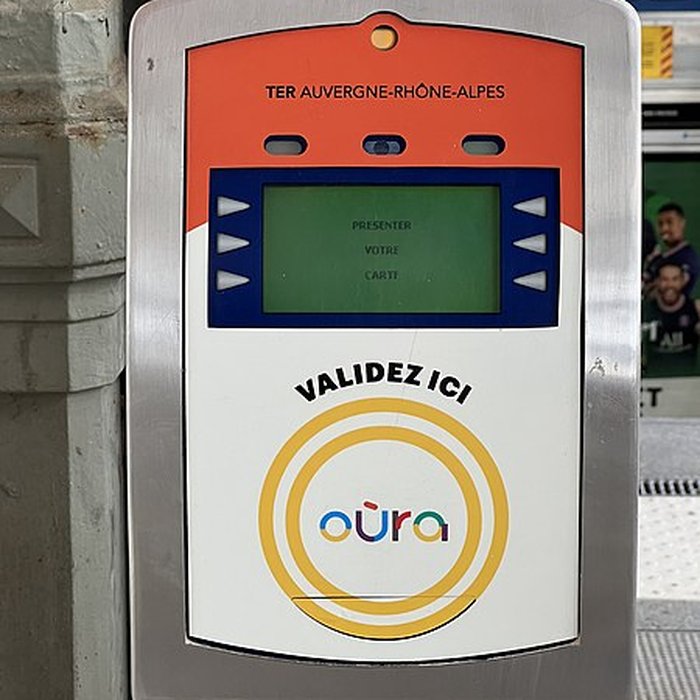 TER AUVERGNE-RHÔNE-ALPES
PRESENTER
VOTRE
CARTE
VALIDEZ ICI
oùra